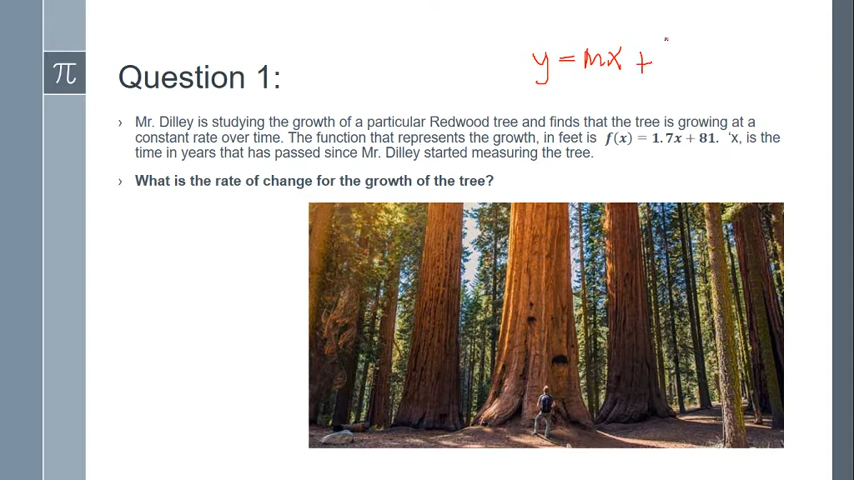 y = mx +
π
Question 1:
› Mr. Dilley is studying the growth of a particular Redwood tree and finds that the tree is growing at a
constant rate over time. The function that represents the growth, in feet is f(x) = 1.7x + 81. ‘x, is the
time in years that has passed since Mr. Dilley started measuring the tree.
› What is the rate of change for the growth of the tree?